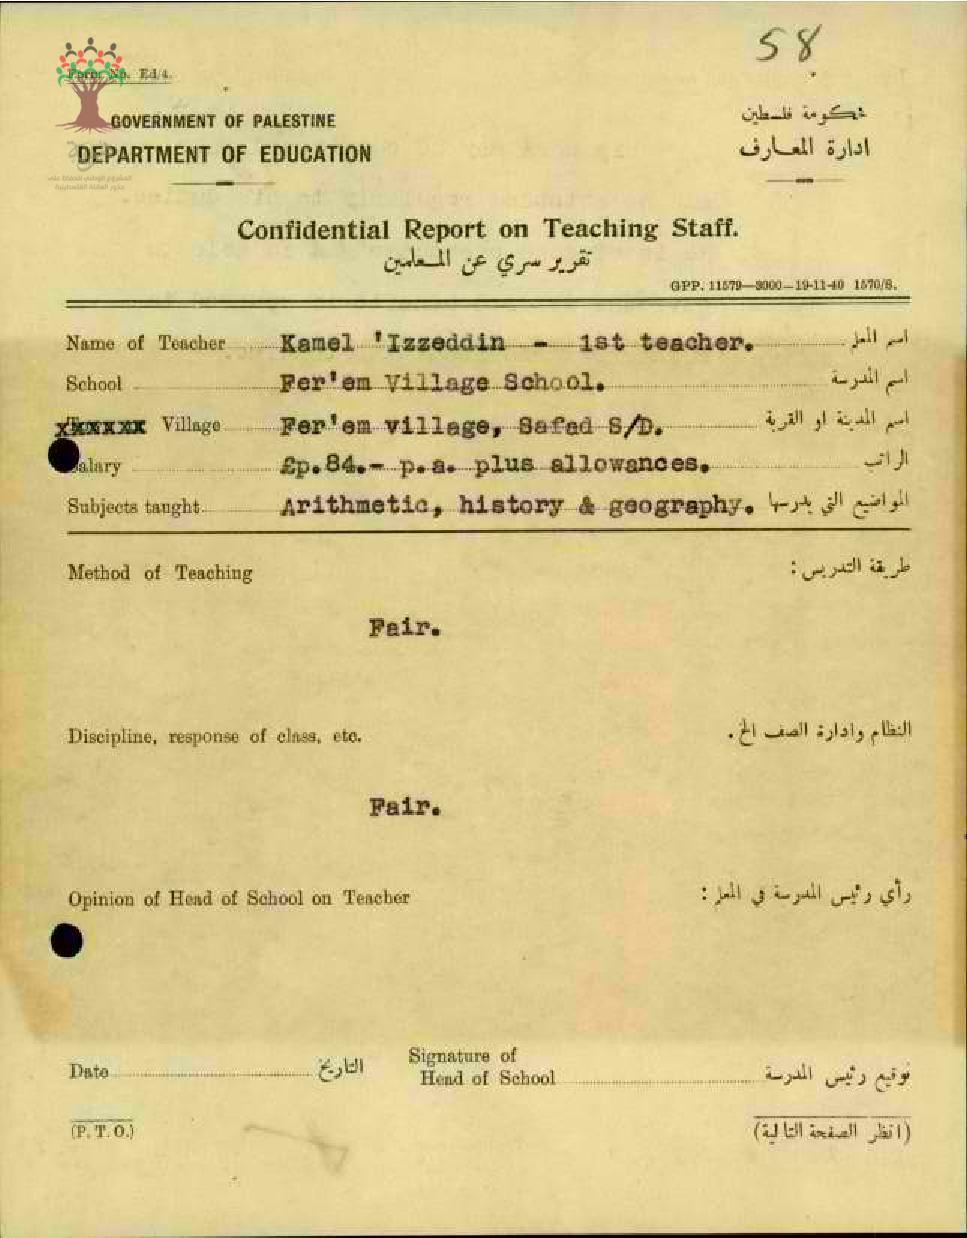 58
Form No. Ed/4.
GOVERNMENT OF PALESTINE
حكومة فلسطين
DEPARTMENT OF EDUCATION
ادارة المعارف
Confidential Report on Teaching Staff.
تقرير سري عن المعلمين
GPP. 11579—3000—19-11-40 1570/S.
Name of Teacher Kamel 'Izzeddin - 1st teacher. اسم المعلم
School Fer'em Village School. اسم المدرسة
Village Fer'em village, Safad S/D. اسم المدينة او القرية
alary £p.84.- p.a. plus allowances. الراتب
Subjects taught Arithmetic, history & geography. المواضيع التي يدرسها
Method of Teaching طريقة التدريس :
Fair.
Discipline, response of class, etc. النظام وادارة الصف الخ .
Fair.
Opinion of Head of School on Teacher رأي رئيس المدرسة في المعلم :
Date التاريخ
Signature of
Head of School توقيع رئيس المدرسة
(P. T. O.) (انظر الصفحة التالية)